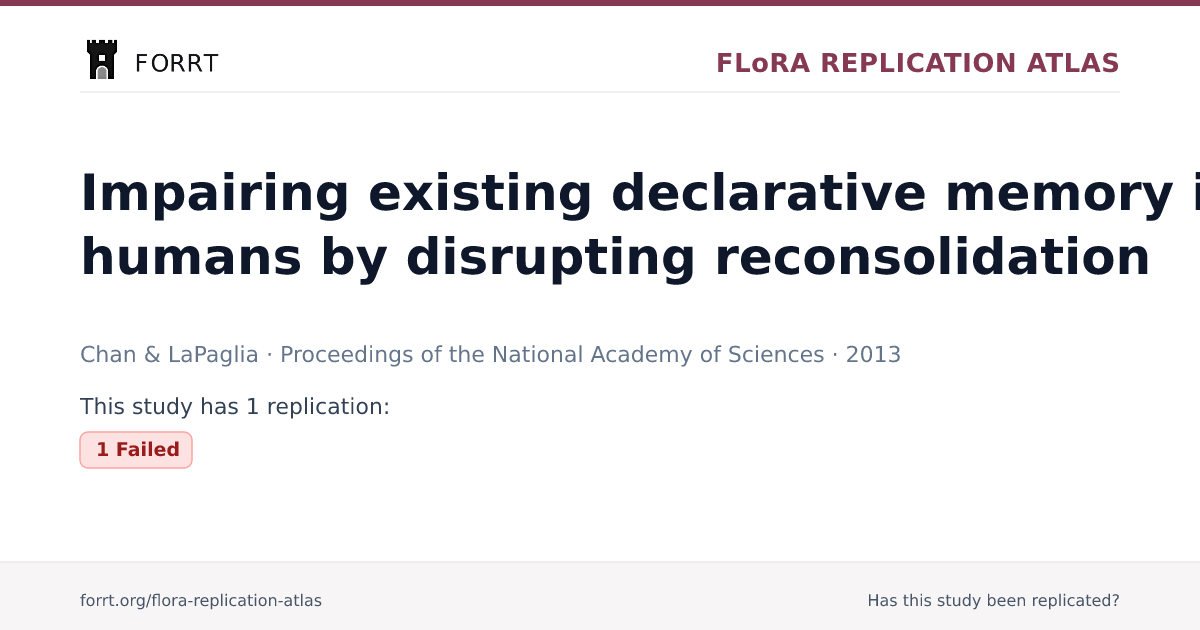 FORRT
FLoRA REPLICATION ATLAS
Impairing existing declarative memory i
humans by disrupting reconsolidation
Chan & LaPaglia · Proceedings of the National Academy of Sciences · 2013
This study has 1 replication:
1 Failed
forrt.org/flora-replication-atlas
Has this study been replicated?